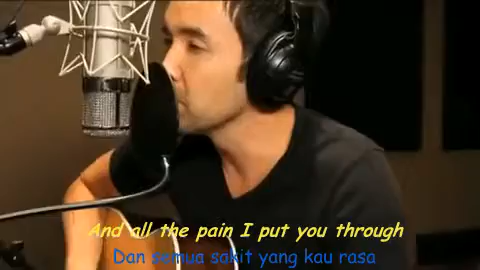 And all the pain I put you through
Dan semua sakit yang kau rasa